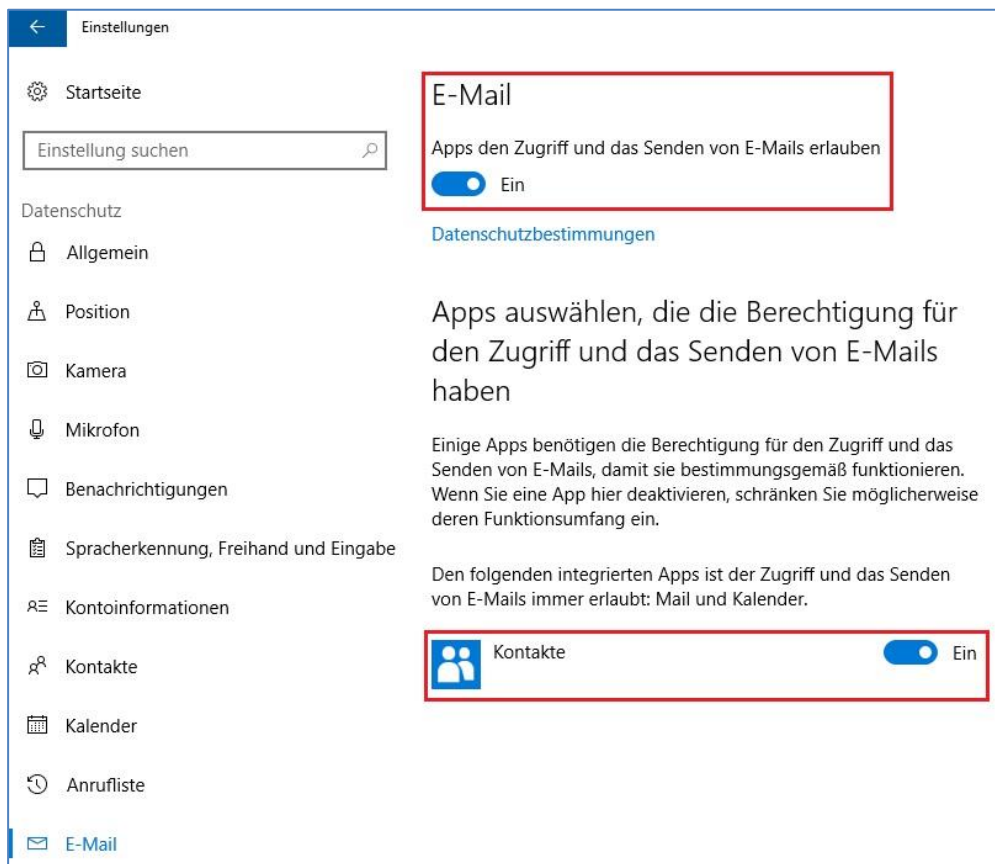 Einstellungen
Startseite
Einstellung suchen
Datenschutz
Allgemein
Position
Kamera
Mikrofon
Benachrichtigungen
Spracherkennung, Freihand und Eingabe
Kontoinformationen
Kontakte
Kalender
Anrufliste
E-Mail
E-Mail
Apps den Zugriff und das Senden von E-Mails erlauben
Ein
Datenschutzbestimmungen
Apps auswählen, die die Berechtigung für
den Zugriff und das Senden von E-Mails
haben
Einige Apps benötigen die Berechtigung für den Zugriff und das
Senden von E-Mails, damit sie bestimmungsgemäß funktionieren.
Wenn Sie eine App hier deaktivieren, schränken Sie möglicherweise
deren Funktionsumfang ein.
Den folgenden integrierten Apps ist der Zugriff und das Senden
von E-Mails immer erlaubt: Mail und Kalender.
Kontakte
Ein